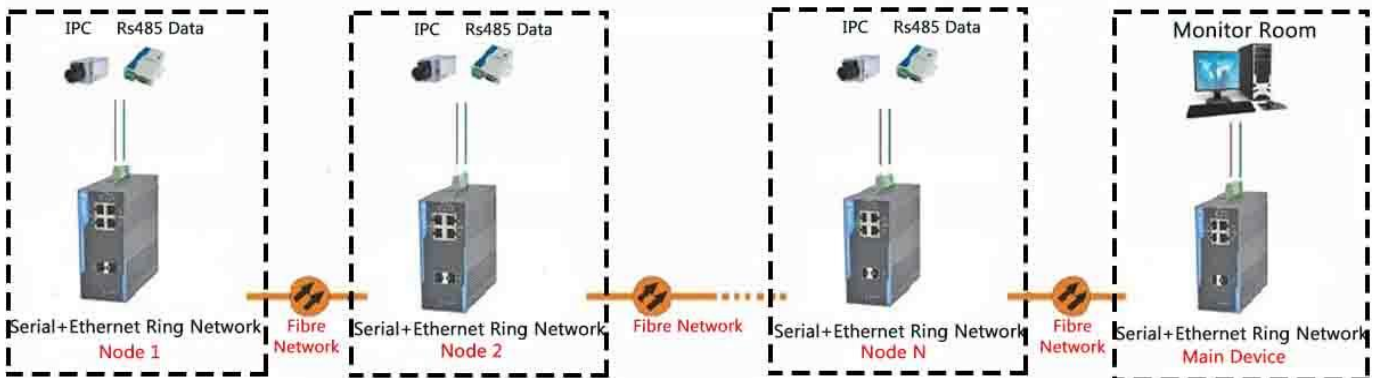 IPC Rs485 Data
Serial+Ethernet Ring Network
Node 1
Fibre
Network
IPC Rs485 Data
Serial+Ethernet Ring Network
Node 2
Fibre Network
IPC Rs485 Data
Serial+Ethernet Ring Network
Node N
Fibre
Network
Monitor Room
Serial+Ethernet Ring Network
Main Device